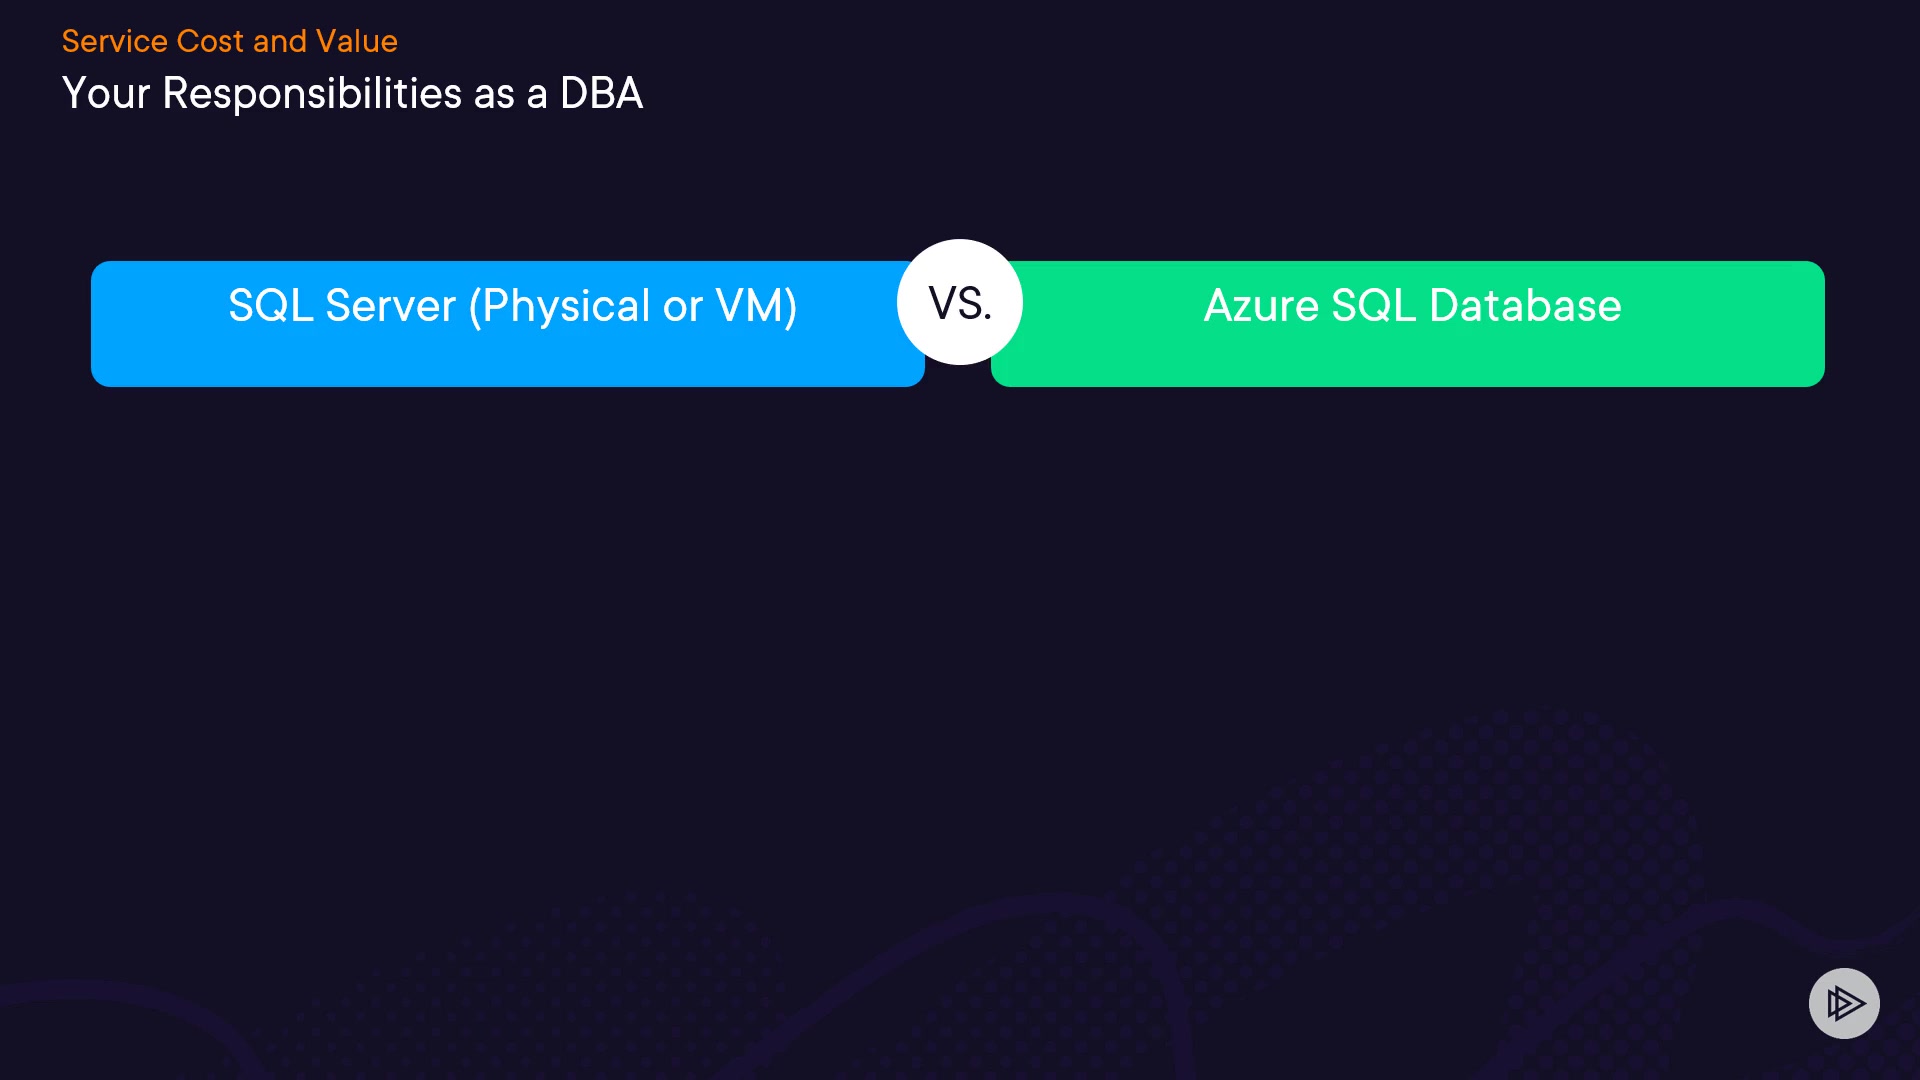 Service Cost and Value
Your Responsibilities as a DBA
SQL Server (Physical or VM)
VS.
Azure SQL Database